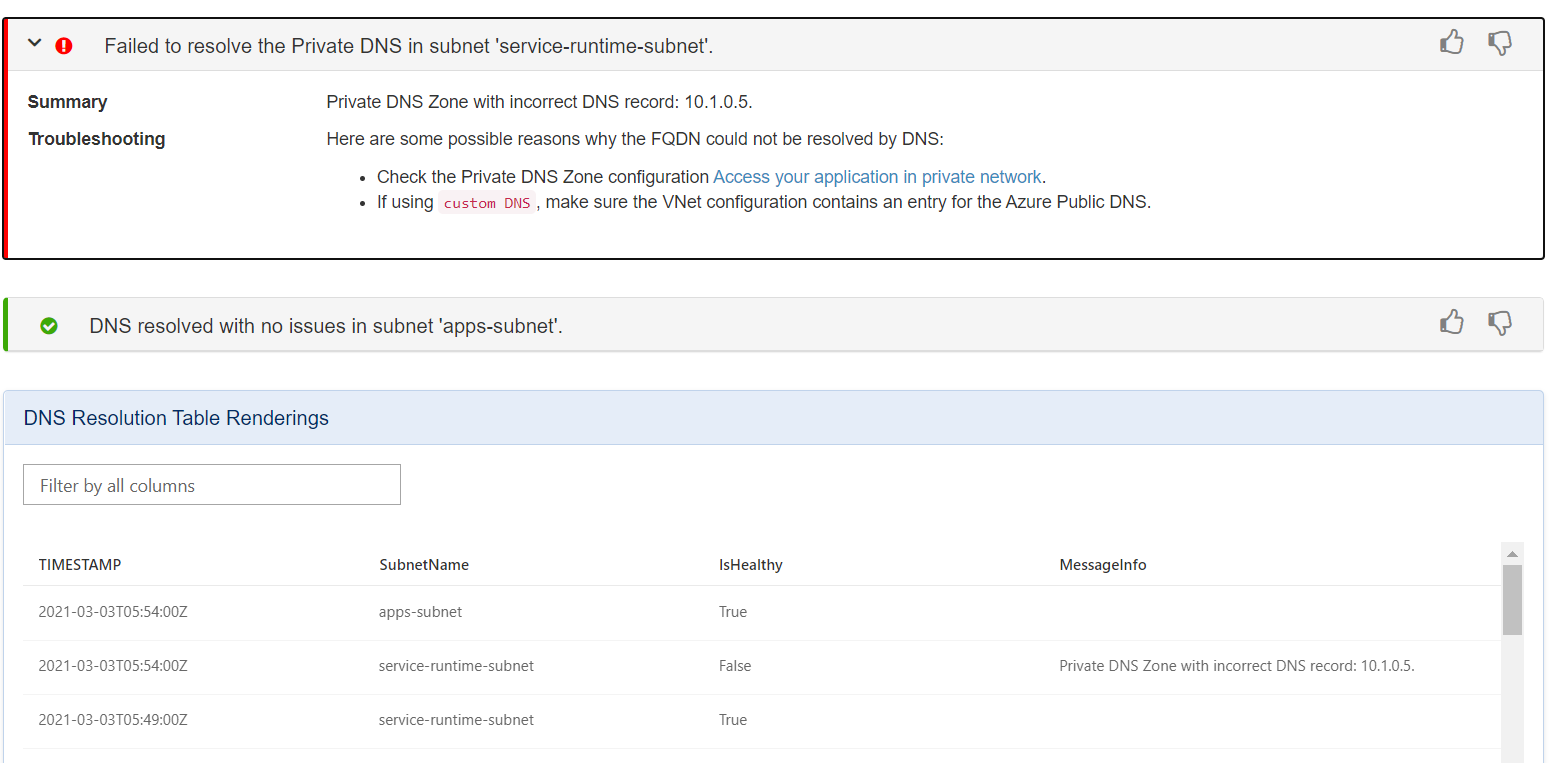 Failed to resolve the Private DNS in subnet 'service-runtime-subnet'.
Summary Private DNS Zone with incorrect DNS record: 10.1.0.5.
Troubleshooting Here are some possible reasons why the FQDN could not be resolved by DNS:
• Check the Private DNS Zone configuration Access your application in private network.
• If using custom DNS, make sure the VNet configuration contains an entry for the Azure Public DNS.
DNS resolved with no issues in subnet 'apps-subnet'.
DNS Resolution Table Renderings
Filter by all columns
TIMESTAMP SubnetName IsHealthy MessageInfo
2021-03-03T05:54:00Z apps-subnet True
2021-03-03T05:54:00Z service-runtime-subnet False Private DNS Zone with incorrect DNS record: 10.1.0.5.
2021-03-03T05:49:00Z service-runtime-subnet True